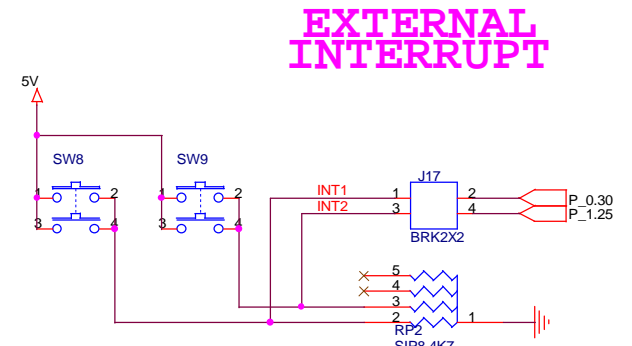 EXTERNAL
INTERRUPT
5V
SW8
SW9
1
2
1
2
3
4
3
4
INT1
INT2
J17
1
2
3
4
BRK2X2
P_0.30
P_1.25
5
4
3
2
1
RP2